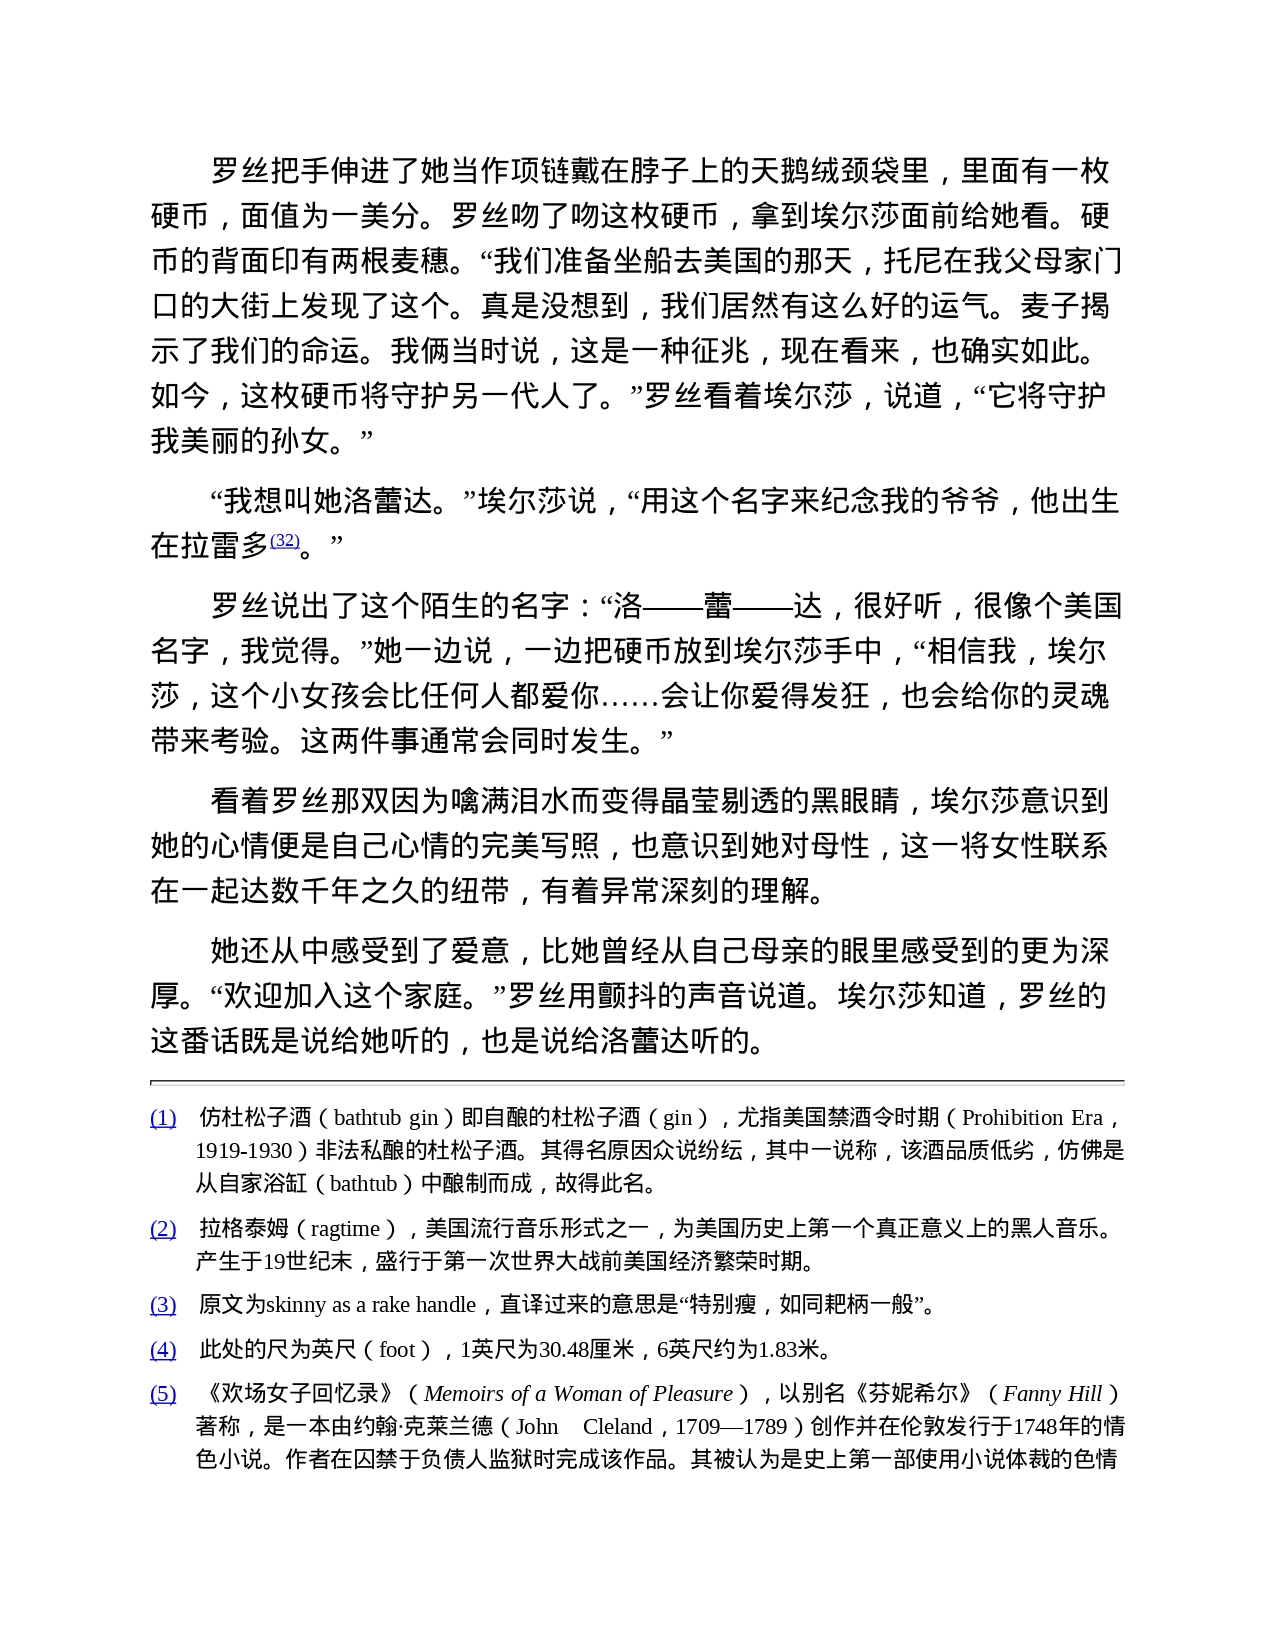 罗丝把手伸进了她当作项链戴在脖子上的天鹅绒颈袋里，里面有一枚
硬币，面值为一美分。罗丝吻了吻这枚硬币，拿到埃尔莎面前给她看。硬
币的背面印有两根麦穗。“我们准备坐船去美国的那天，托尼在我父母家门
口的大街上发现了这个。真是没想到，我们居然有这么好的运气。麦子揭
示了我们的命运。我俩当时说，这是一种征兆，现在看来，也确实如此。
如今，这枚硬币将守护另一代人了。”罗丝看着埃尔莎，说道，“它将守护
我美丽的孙女。”
“我想叫她洛蕾达。”埃尔莎说，“用这个名字来纪念我的爷爷，他出生
在拉雷多(32)。”
罗丝说出了这个陌生的名字：“洛——蕾——达，很好听，很像个美国
名字，我觉得。”她一边说，一边把硬币放到埃尔莎手中，“相信我，埃尔
莎，这个小女孩会比任何人都爱你……会让你爱得发狂，也会给你的灵魂
带来考验。这两件事通常会同时发生。”
看着罗丝那双因为噙满泪水而变得晶莹剔透的黑眼睛，埃尔莎意识到
她的心情便是自己心情的完美写照，也意识到她对母性，这一将女性联系
在一起达数千年之久的纽带，有着异常深刻的理解。
她还从中感受到了爱意，比她曾经从自己母亲的眼里感受到的更为深
厚。“欢迎加入这个家庭。”罗丝用颤抖的声音说道。埃尔莎知道，罗丝的
这番话既是说给她听的，也是说给洛蕾达听的。
(1) 仿杜松子酒（bathtub gin）即自酿的杜松子酒（gin），尤指美国禁酒令时期（Prohibition Era，
1919-1930）非法私酿的杜松子酒。其得名原因众说纷纭，其中一说称，该酒品质低劣，仿佛是
从自家浴缸（bathtub）中酿制而成，故得此名。
(2) 拉格泰姆（ragtime），美国流行音乐形式之一，为美国历史上第一个真正意义上的黑人音乐。
产生于19世纪末，盛行于第一次世界大战前美国经济繁荣时期。
(3) 原文为skinny as a rake handle，直译过来的意思是“特别瘦，如同耙柄一般”。
(4) 此处的尺为英尺（foot），1英尺为30.48厘米，6英尺约为1.83米。
(5) 《欢场女子回忆录》（Memoirs of a Woman of Pleasure），以别名《芬妮希尔》（Fanny Hill）
著称，是一本由约翰·克莱兰德（John Cleland，1709—1789）创作并在伦敦发行于1748年的情
色小说。作者在囚禁于负债人监狱时完成该作品。其被认为是史上第一部使用小说体裁的色情